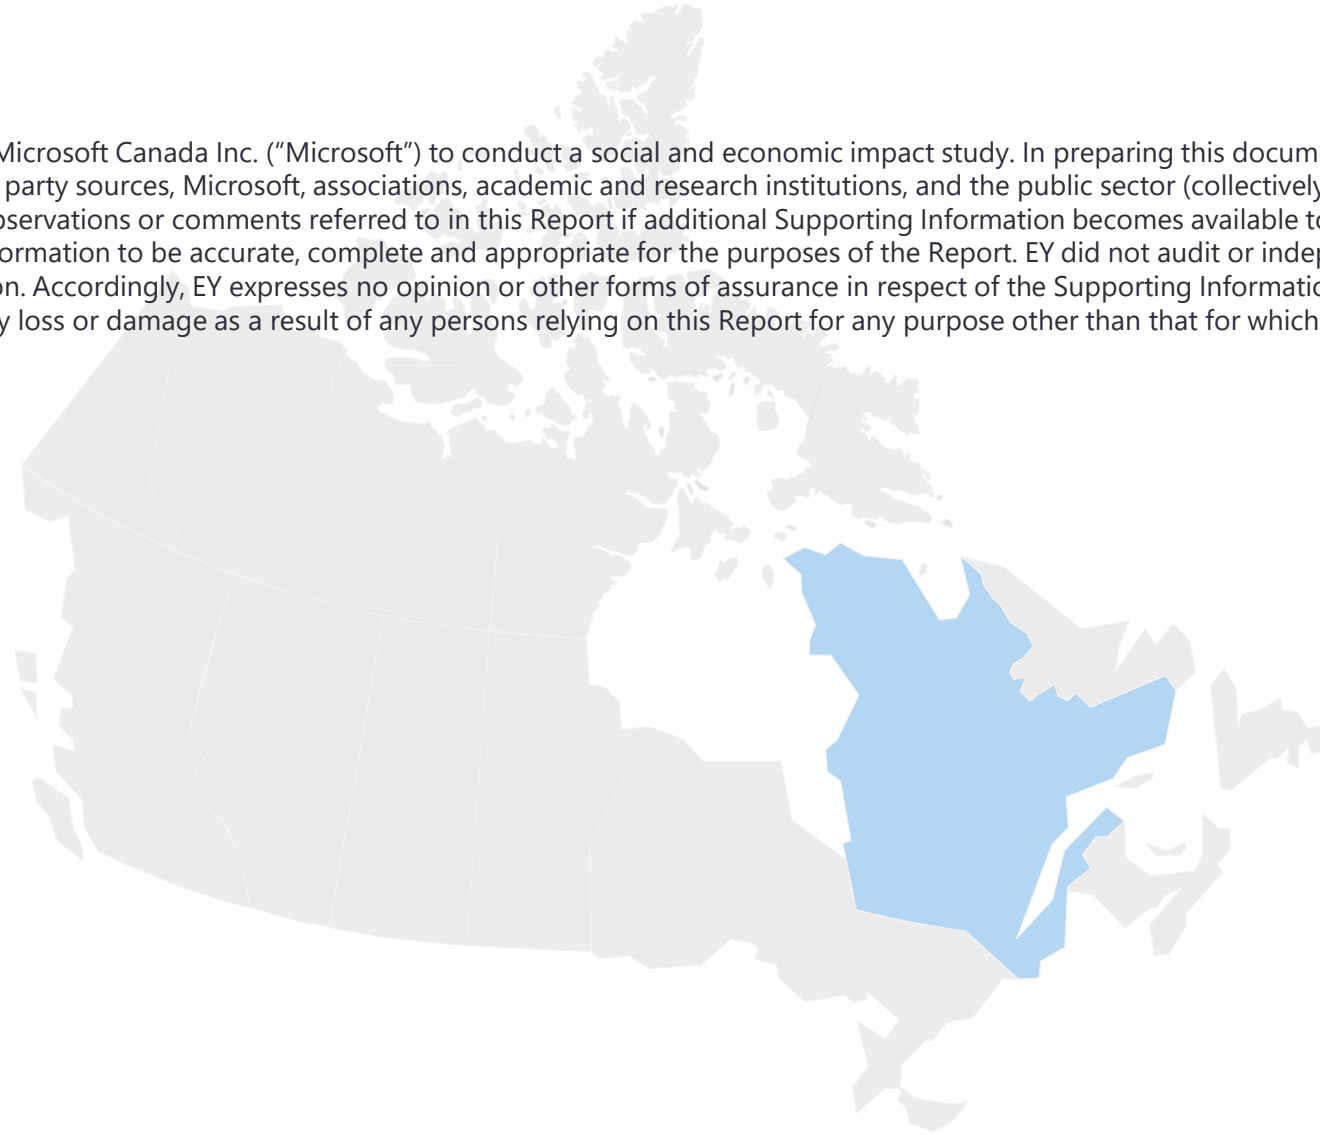 Microsoft Canada Inc. (“Microsoft”) to conduct a social and economic impact study. In preparing this docum
party sources, Microsoft, associations, academic and research institutions, and the public sector (collectively
bservations or comments referred to in this Report if additional Supporting Information becomes available to
ormation to be accurate, complete and appropriate for the purposes of the Report. EY did not audit or indep
on. Accordingly, EY expresses no opinion or other forms of assurance in respect of the Supporting Informatio
y loss or damage as a result of any persons relying on this Report for any purpose other than that for which